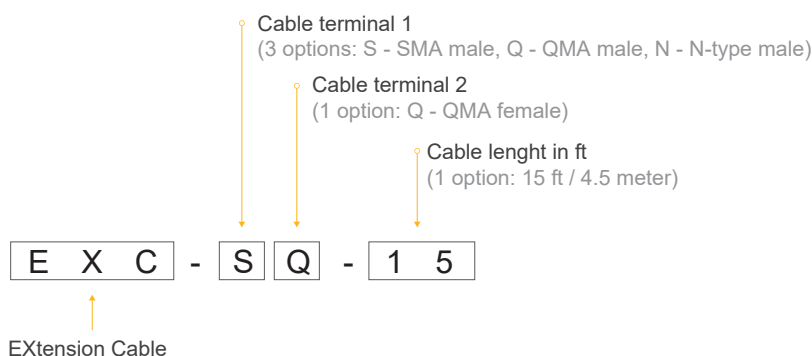 Cable terminal 1
(3 options: S - SMA male, Q - QMA male, N - N-type male)
Cable terminal 2
(1 option: Q - QMA female)
Cable lenght in ft
(1 option: 15 ft / 4.5 meter)
E X C - S Q - 1 5
EXtension Cable